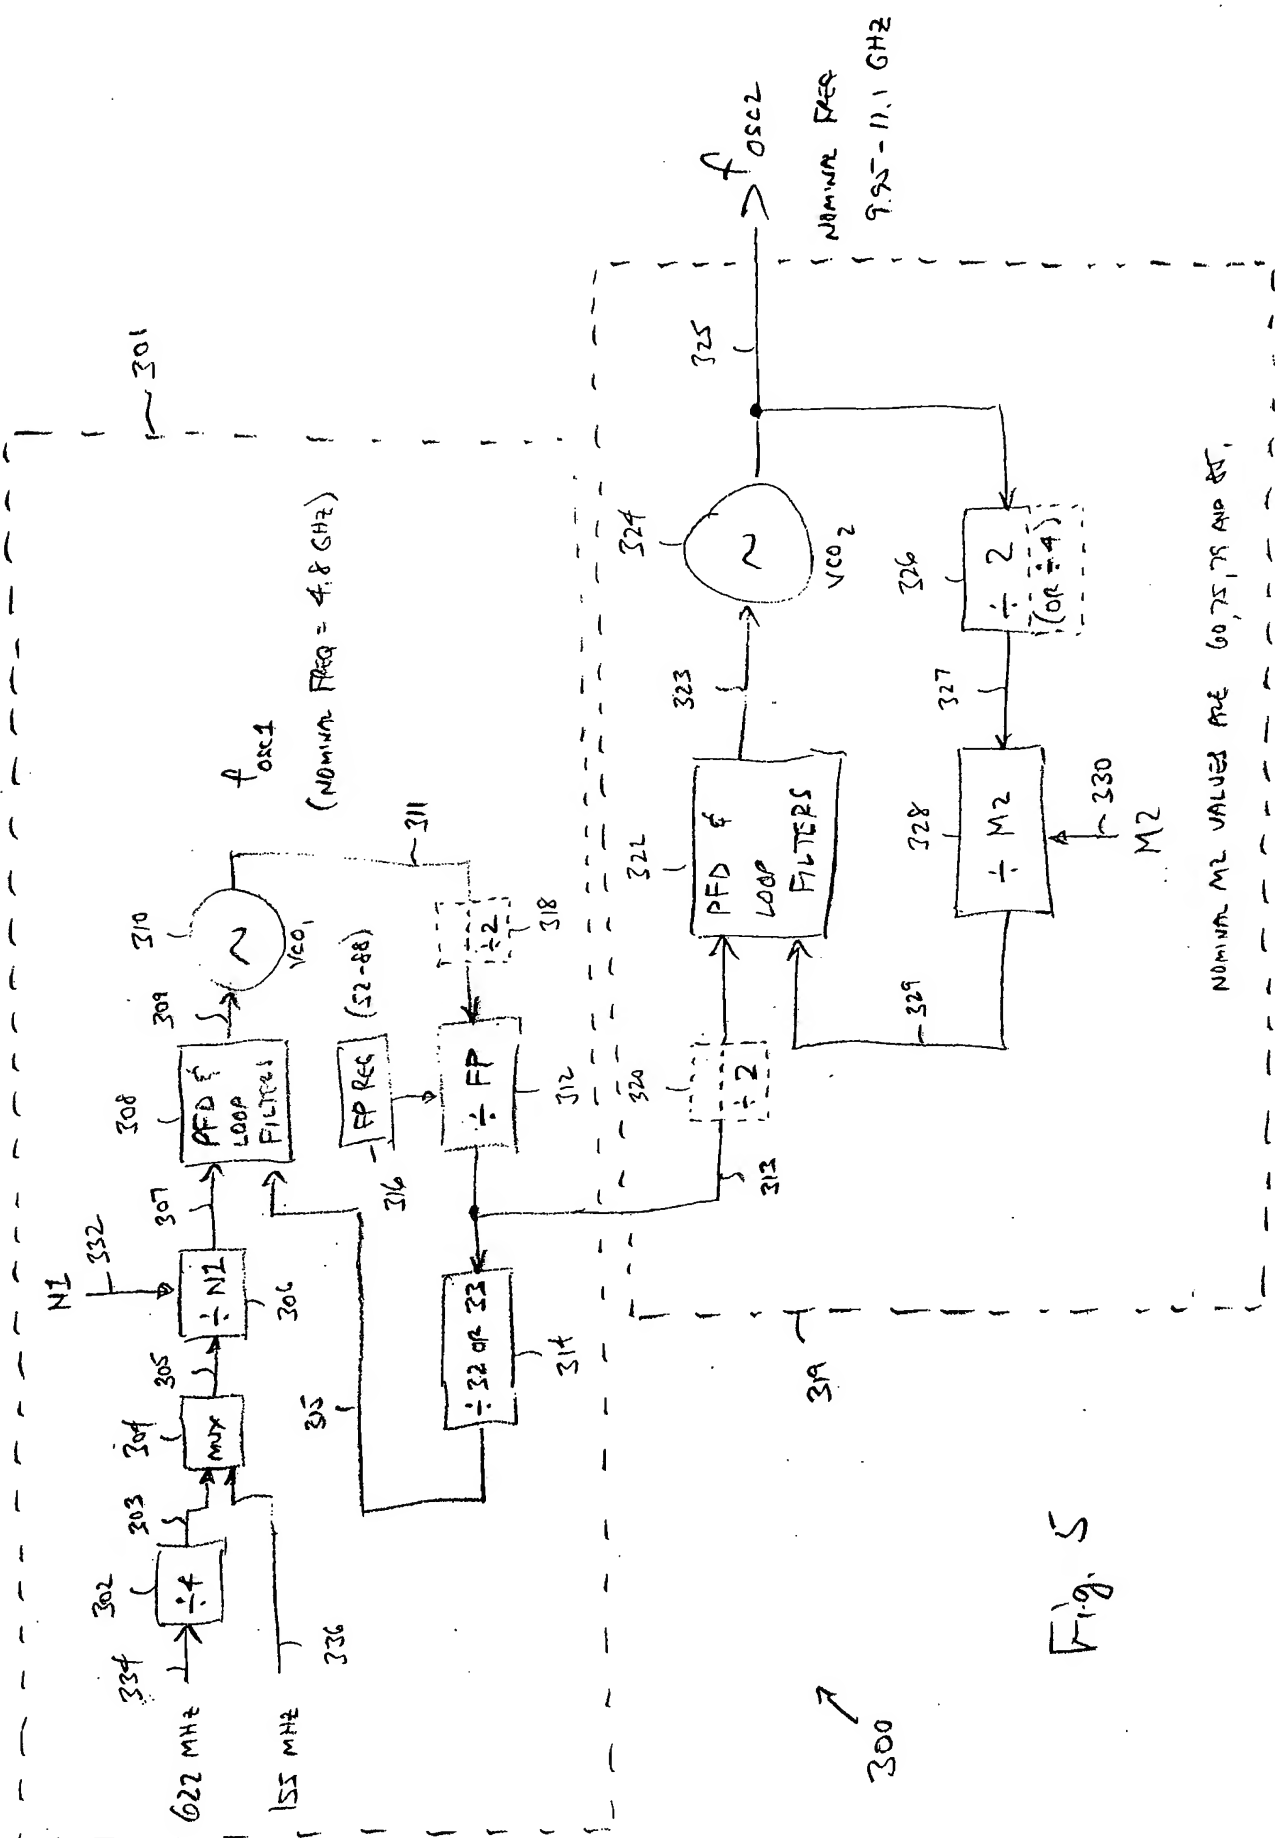 301
N1
332
622 MHz
334
302
÷4
303
155 MHz
336
304
MUX
305
÷ N1
306
307
308
PFD &
LOOP
FILTERS
309
310
~
VCO1
f OSC1
(NOMINAL FREQ = 4.8 GHz)
311
÷2
318
FP REG
(52-88)
316
÷ FP
312
÷32 OR 33
314
315
313
319
320
÷ 2
322
PFD &
LOOP
FILTERS
323
324
~
VCO2
325
f OSC2
NOMINAL FREQ
9.95 - 11.1 GHZ
326
÷ 2
(OR ÷4)
327
328
÷ M2
330
M2
329
NOMINAL M2 VALUES ARE 60, 75, 79 AND 85.
300
Fig. 5